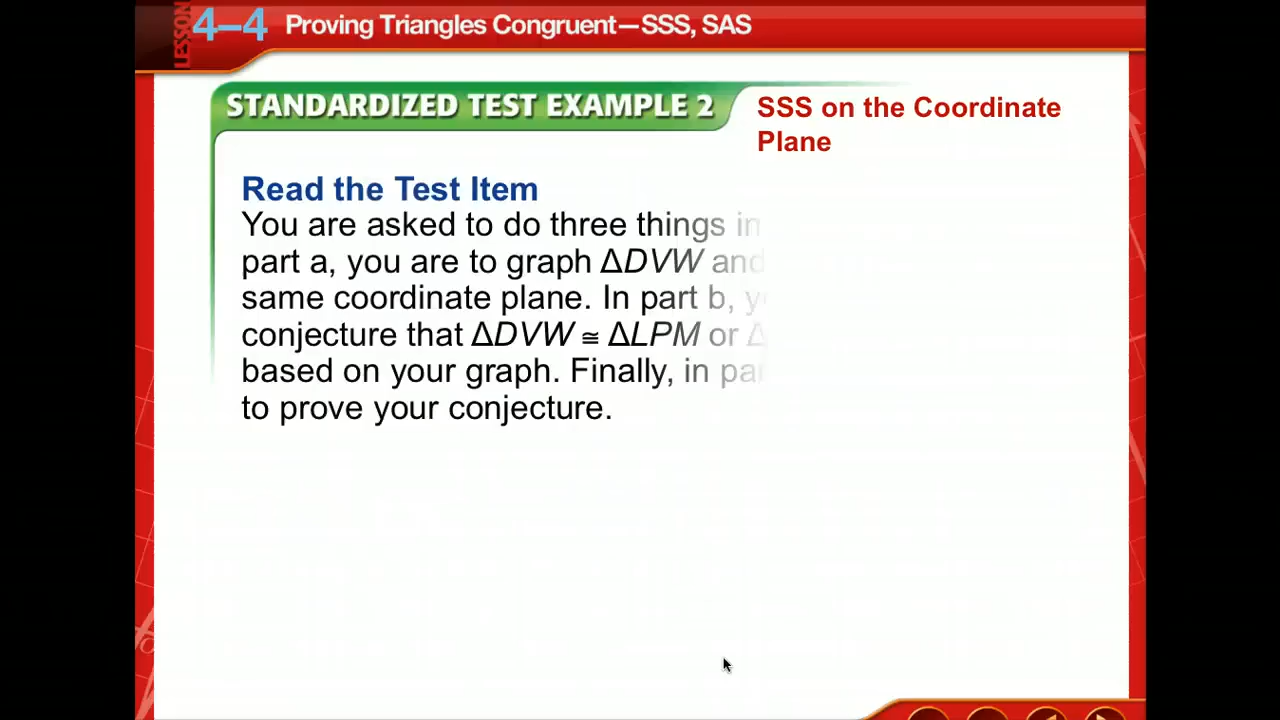 LESSON
4–4 Proving Triangles Congruent—SSS, SAS
STANDARDIZED TEST EXAMPLE 2
SSS on the Coordinate
Plane
Read the Test Item
You are asked to do three things in
part a, you are to graph ΔDVW and
same coordinate plane. In part b,
conjecture that ΔDVW ≅ ΔLPM or
based on your graph. Finally, in
to prove your conjecture.